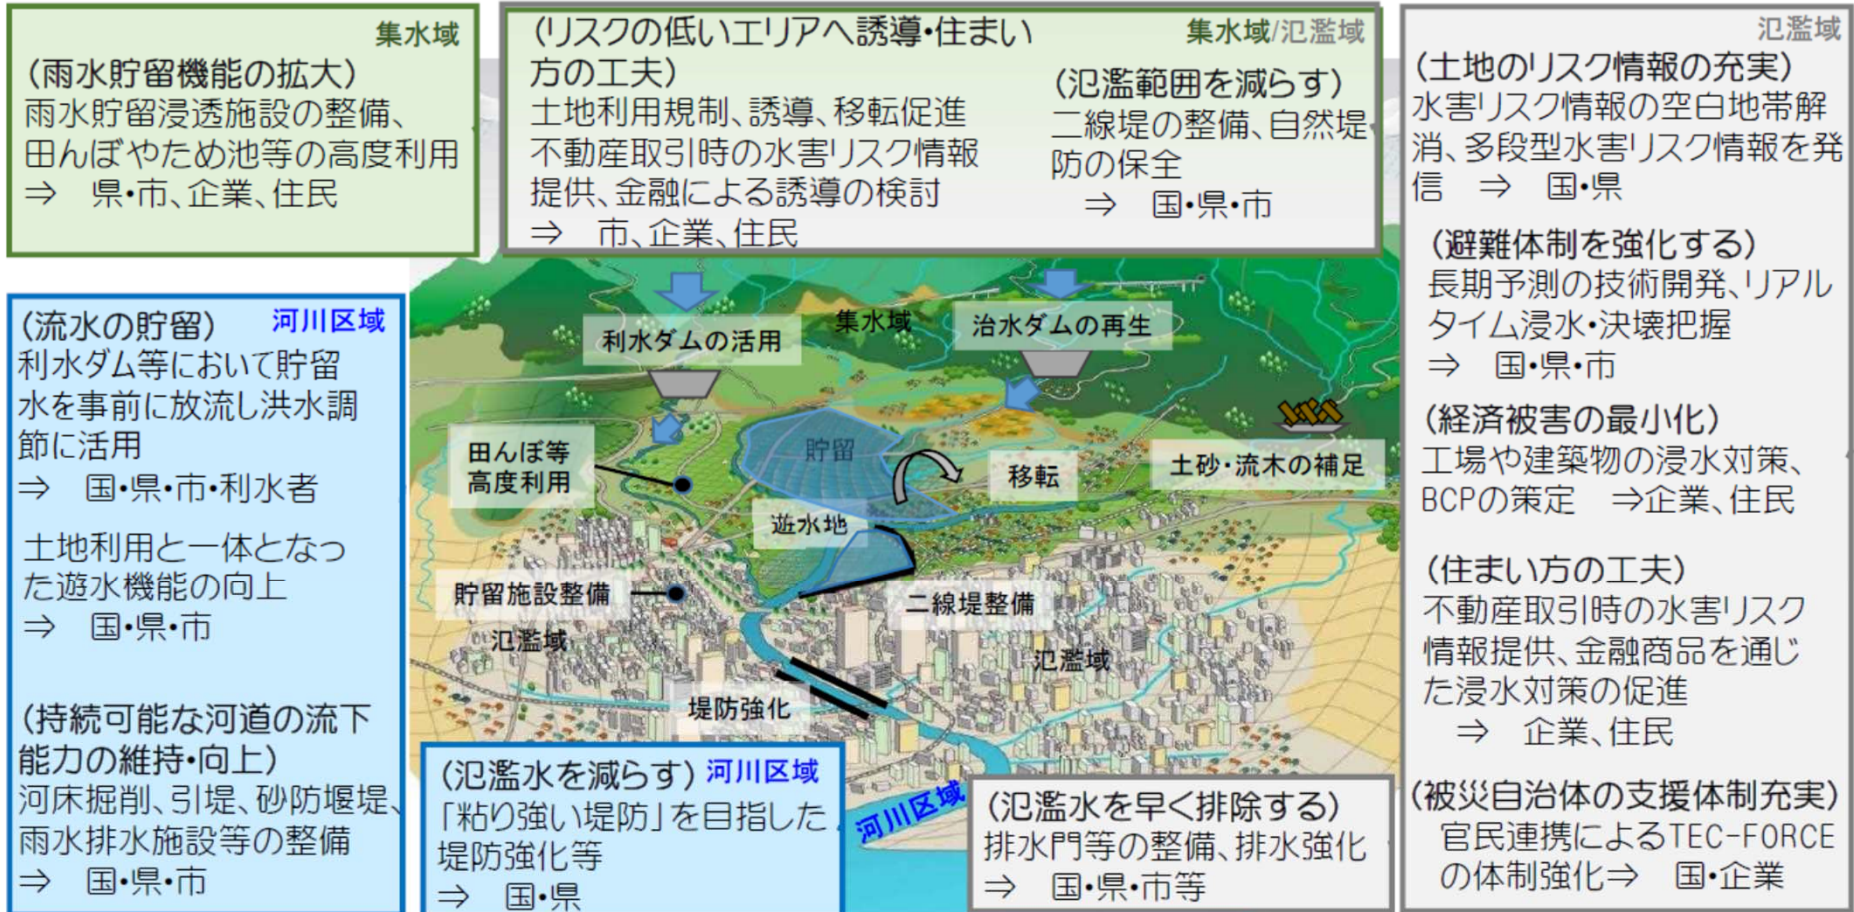 集水域
(雨水貯留機能の拡大)
雨水貯留浸透施設の整備、
田んぼやため池等の高度利用
⇒ 県・市、企業、住民
集水域/氾濫域
(リスクの低いエリアへ誘導・住まい
方の工夫)
土地利用規制、誘導、移転促進
不動産取引時の水害リスク情報
提供、金融による誘導の検討
⇒ 市、企業、住民
(氾濫範囲を減らす)
二線堤の整備、自然堤
防の保全
⇒ 国・県・市
氾濫域
(土地のリスク情報の充実)
水害リスク情報の空白地帯解
消、多段型水害リスク情報を発
信 ⇒ 国・県
(避難体制を強化する)
長期予測の技術開発、リアル
タイム浸水・決壊把握
⇒ 国・県・市
(経済被害の最小化)
工場や建築物の浸水対策、
BCPの策定 ⇒企業、住民
(住まい方の工夫)
不動産取引時の水害リスク
情報提供、金融商品を通じ
た浸水対策の促進
⇒ 企業、住民
(被災自治体の支援体制充実)
官民連携によるTEC-FORCE
の体制強化⇒ 国・企業
河川区域
(流水の貯留)
利水ダム等において貯留
水を事前に放流し洪水調
節に活用
⇒ 国・県・市・利水者
土地利用と一体となっ
た遊水機能の向上
⇒ 国・県・市
(持続可能な河道の流下
能力の維持・向上)
河床掘削、引堤、砂防堰堤、
雨水排水施設等の整備
⇒ 国・県・市
利水ダムの活用
集水域
治水ダムの再生
田んぼ等
高度利用
貯留
移転
土砂・流木の補足
遊水地
貯留施設整備
二線堤整備
氾濫域
氾濫域
堤防強化
河川区域
(氾濫水を減らす) 河川区域
「粘り強い堤防」を目指した
堤防強化等
⇒ 国・県
(氾濫水を早く排除する)
排水門等の整備、排水強化
⇒ 国・県・市等